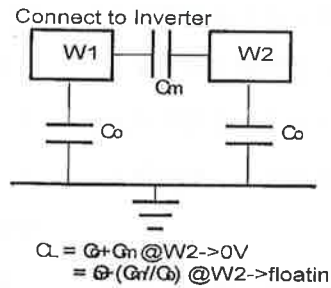 Connect to Inverter
W1 W2
Cm
Co Co
CL = Co+Cm @W2->0V
= Co+(Cm//Co) @W2->floatin